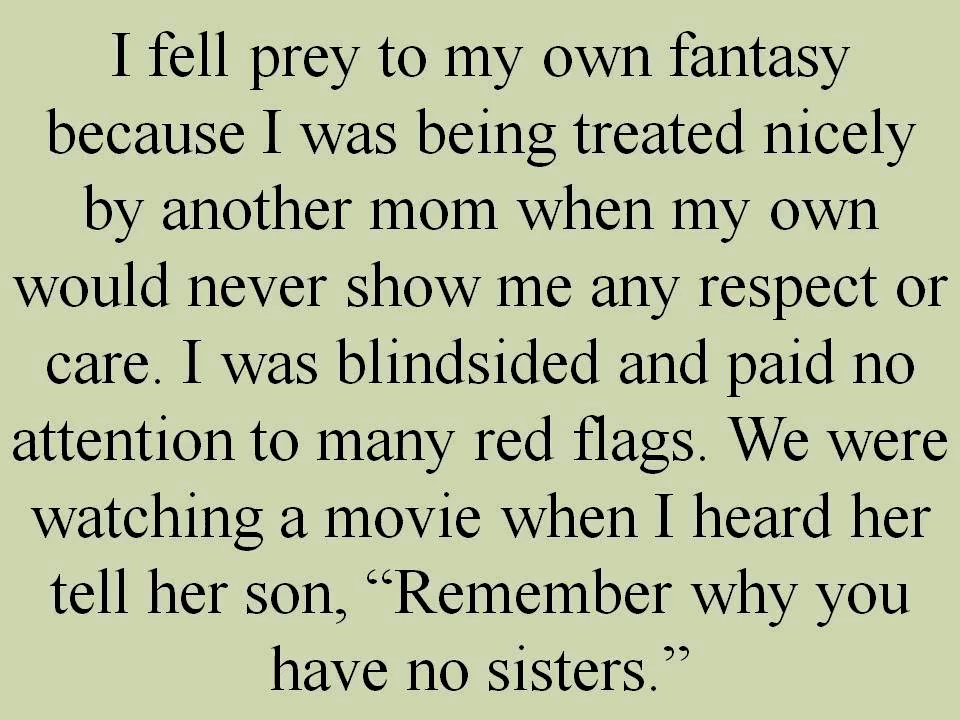 I fell prey to my own fantasy
because I was being treated nicely
by another mom when my own
would never show me any respect or
care. I was blindsided and paid no
attention to many red flags. We were
watching a movie when I heard her
tell her son, “Remember why you
have no sisters.”